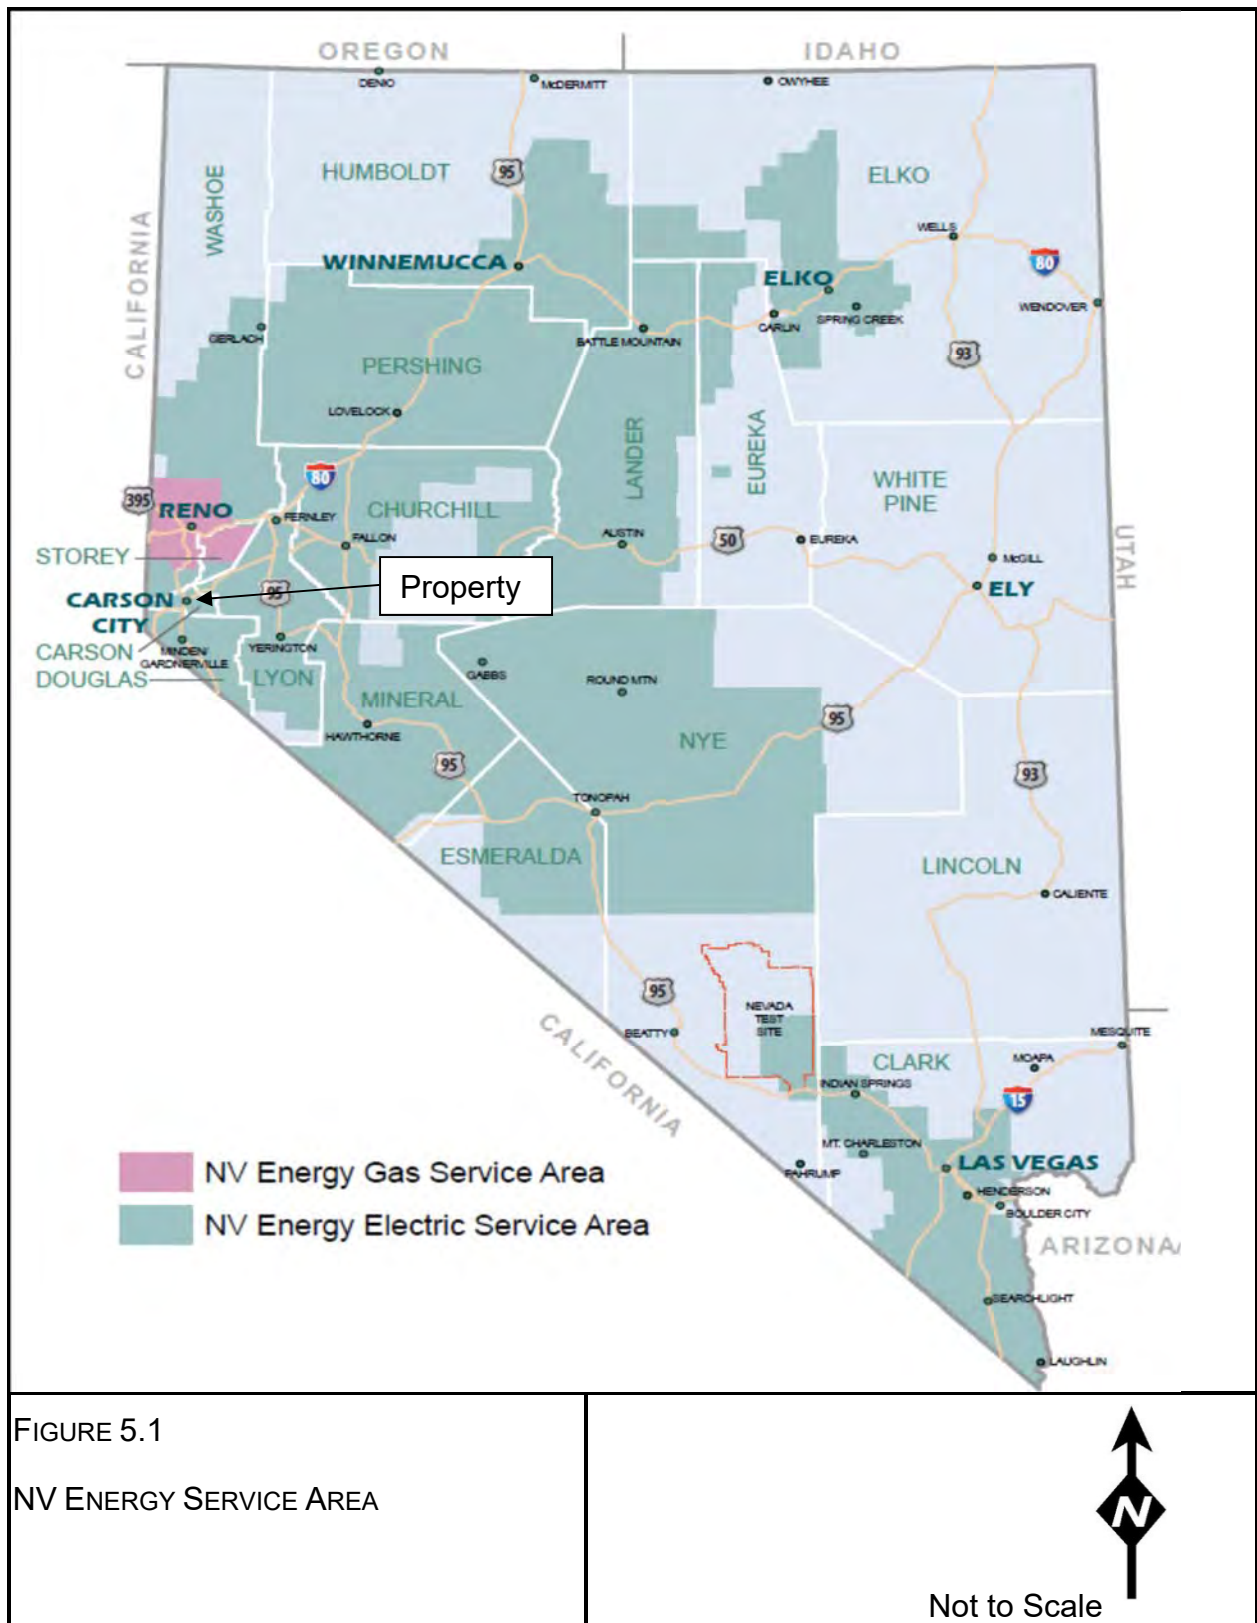 OREGON
IDAHO
DENIO
McDERMITT
OWYHEE
WASHOE
HUMBOLDT
95
ELKO
CALIFORNIA
WELLS
WINNEMUCCA
ELKO
80
SPRING CREEK
WENDOVER
CARLIN
GERLACH
BATTLE MOUNTAIN
93
PERSHING
LOVELOCK
LANDER
EUREKA
WHITE
PINE
80
395
RENO
CHURCHILL
FERNLEY
FALLON
AUSTIN
50
EUREKA
UTAH
STOREY
McGILL
Property
95
ELY
CARSON
CITY
CARSON
MINDEN/
GARDNERVILLE
YERINGTON
DOUGLAS
LYON
GABBS
ROUND MTN
MINERAL
HAWTHORNE
NYE
95
95
93
TONOPAH
ESMERALDA
LINCOLN
CALIENTE
95
NEVADA
TEST
SITE
BEATTY
CALIFORNIA
MESQUITE
CLARK
MOAPA
INDIAN SPRINGS
15
MT. CHARLESTON
PAHRUMP
LAS VEGAS
HENDERSON
BOULDER CITY
ARIZONA
SEARCHLIGHT
LAUGHLIN
NV Energy Gas Service Area
NV Energy Electric Service Area
FIGURE 5.1
NV ENERGY SERVICE AREA
N
Not to Scale